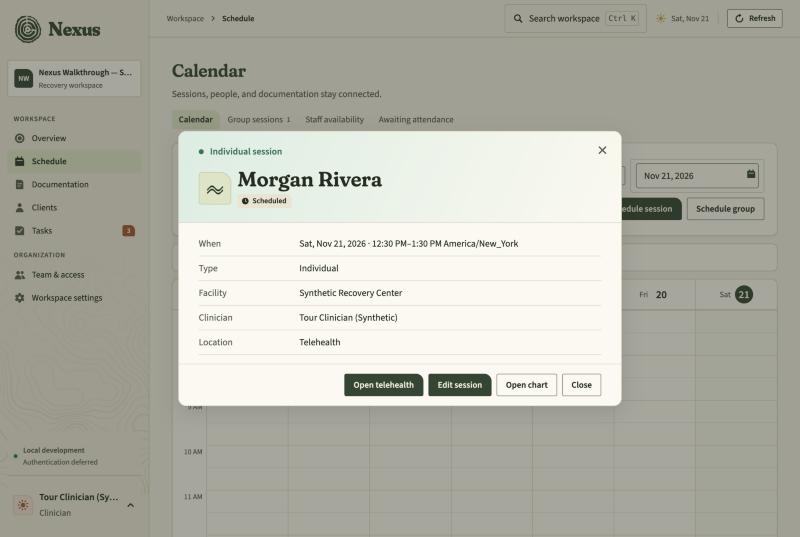 Nexus
Workspace > Schedule
Search workspace Ctrl K
Sat, Nov 21
Refresh
NW
Nexus Walkthrough — S...
Recovery workspace
WORKSPACE
Overview
Schedule
Documentation
Clients
Tasks 3
ORGANIZATION
Team & access
Workspace settings
Local development
Authentication deferred
Tour Clinician (Sy...
Clinician
Calendar
Sessions, people, and documentation stay connected.
Calendar Group sessions 1 Staff availability Awaiting attendance
Nov 21, 2026
edule session Schedule group
Fri 20 Sat 21
Individual session
Morgan Rivera
Scheduled
When Sat, Nov 21, 2026 · 12:30 PM–1:30 PM America/New_York
Type Individual
Facility Synthetic Recovery Center
Clinician Tour Clinician (Synthetic)
Location Telehealth
Open telehealth Edit session Open chart Close
9 AM
10 AM
11 AM